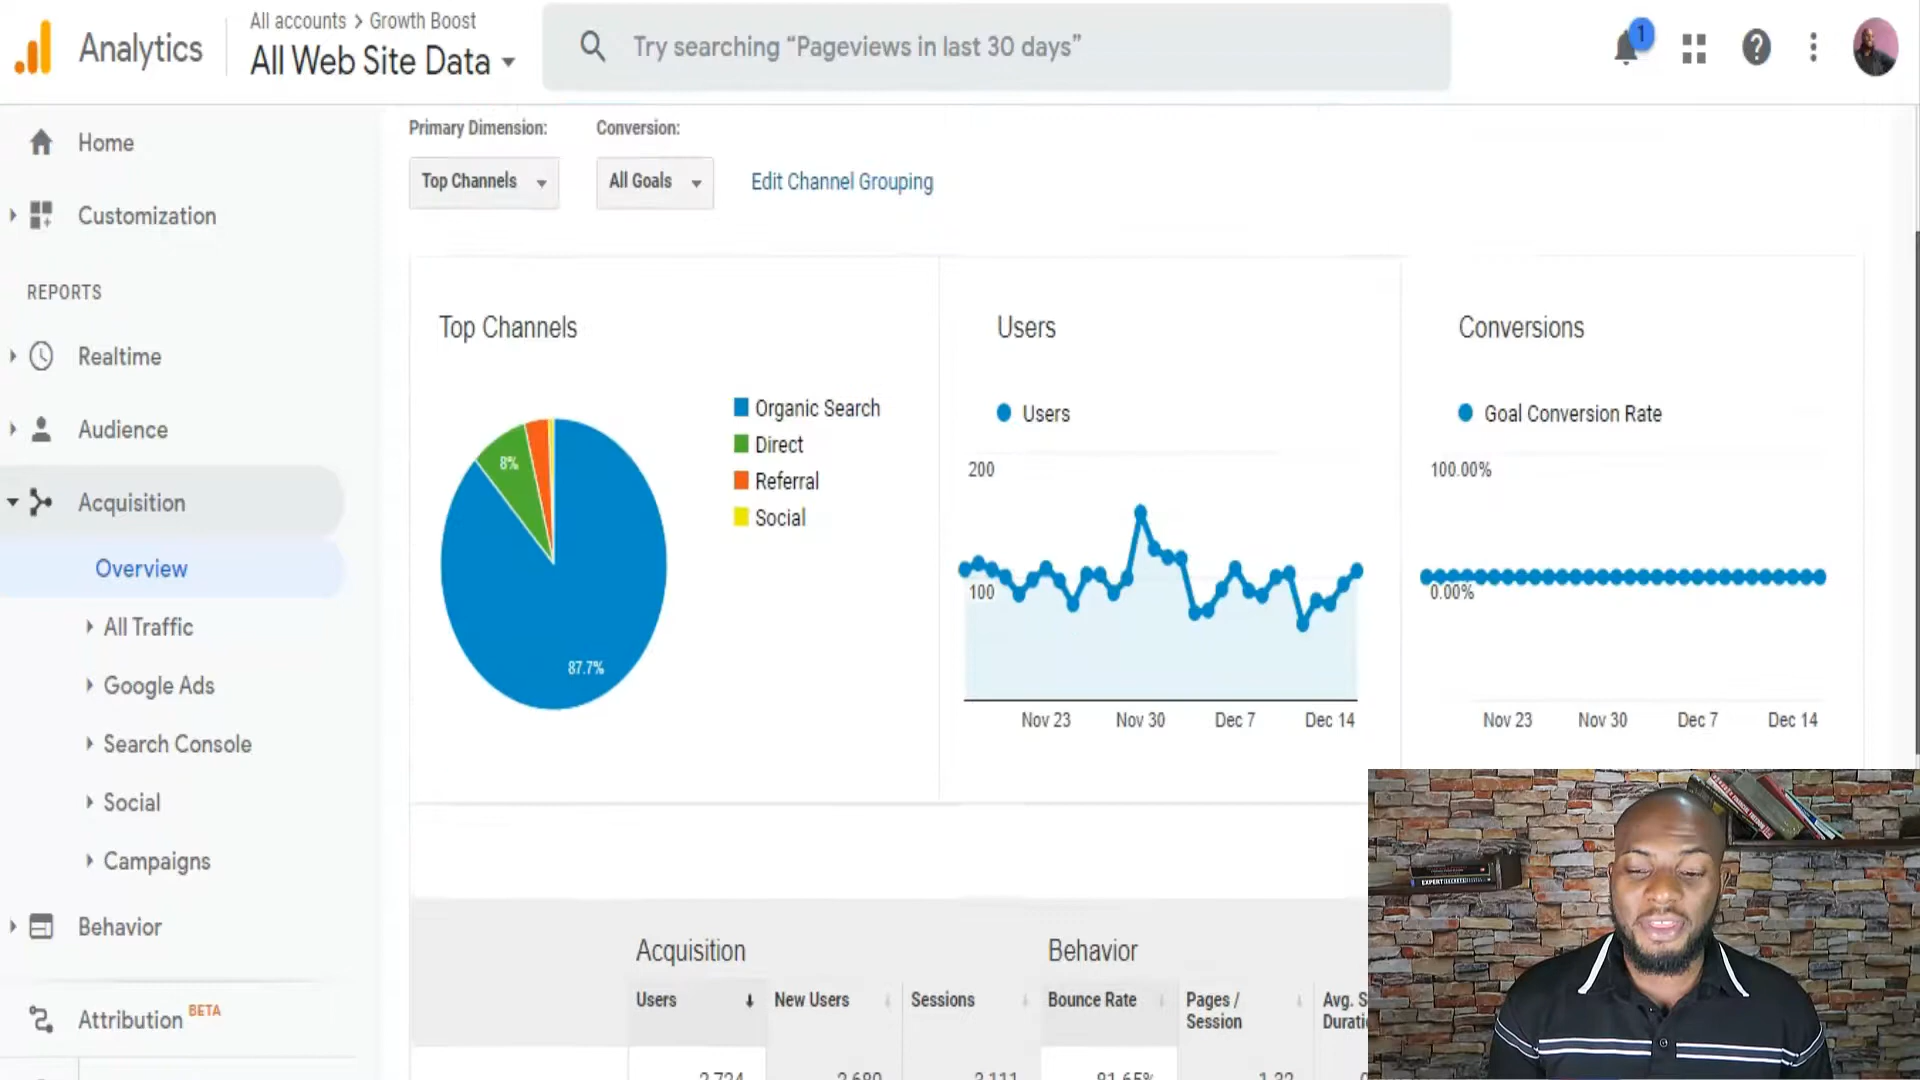 Analytics
All accounts > Growth Boost
All Web Site Data
Try searching “Pageviews in last 30 days”
1
Home
Customization
REPORTS
Realtime
Audience
Acquisition
Overview
All Traffic
Google Ads
Search Console
Social
Campaigns
Behavior
Attribution BETA
Primary Dimension:
Conversion:
Top Channels
All Goals
Edit Channel Grouping
Top Channels
Organic Search
Direct
Referral
Social
8%
87.7%
Users
Users
200
100
Nov 23 Nov 30 Dec 7 Dec 14
Conversions
Goal Conversion Rate
100.00%
0.00%
Nov 23 Nov 30 Dec 7 Dec 14
Acquisition
Behavior
Users
New Users
Sessions
Bounce Rate
Pages /
Session
Avg. S
Durati
EXPERT SECRETS